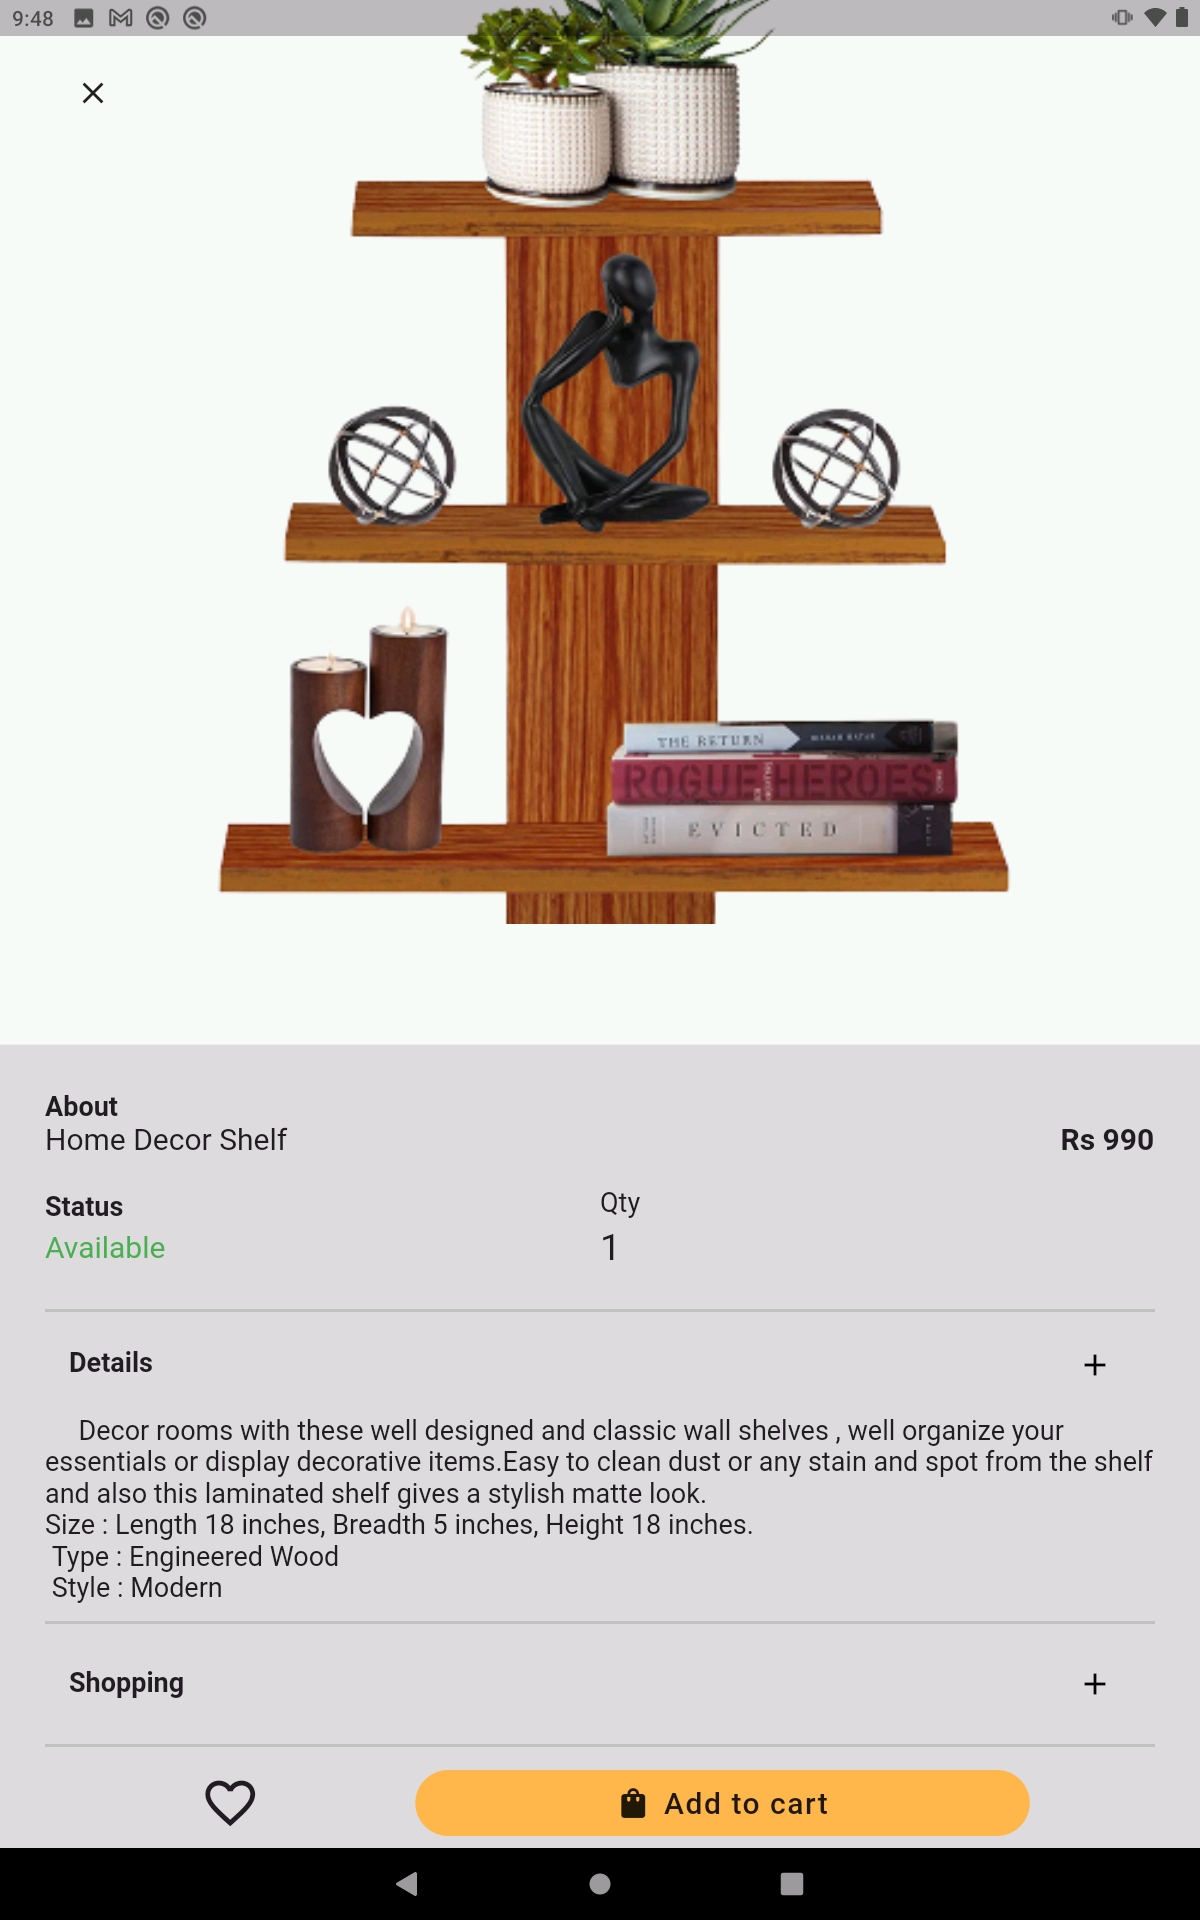 9:48
THE RETURN
ROGUE HEROES
EVICTED
About
Home Decor Shelf
Rs 990
Status
Qty
Available
1
Details
Decor rooms with these well designed and classic wall shelves , well organize your
essentials or display decorative items.Easy to clean dust or any stain and spot from the shelf
and also this laminated shelf gives a stylish matte look.
Size : Length 18 inches, Breadth 5 inches, Height 18 inches.
Type : Engineered Wood
Style : Modern
Shopping
Add to cart